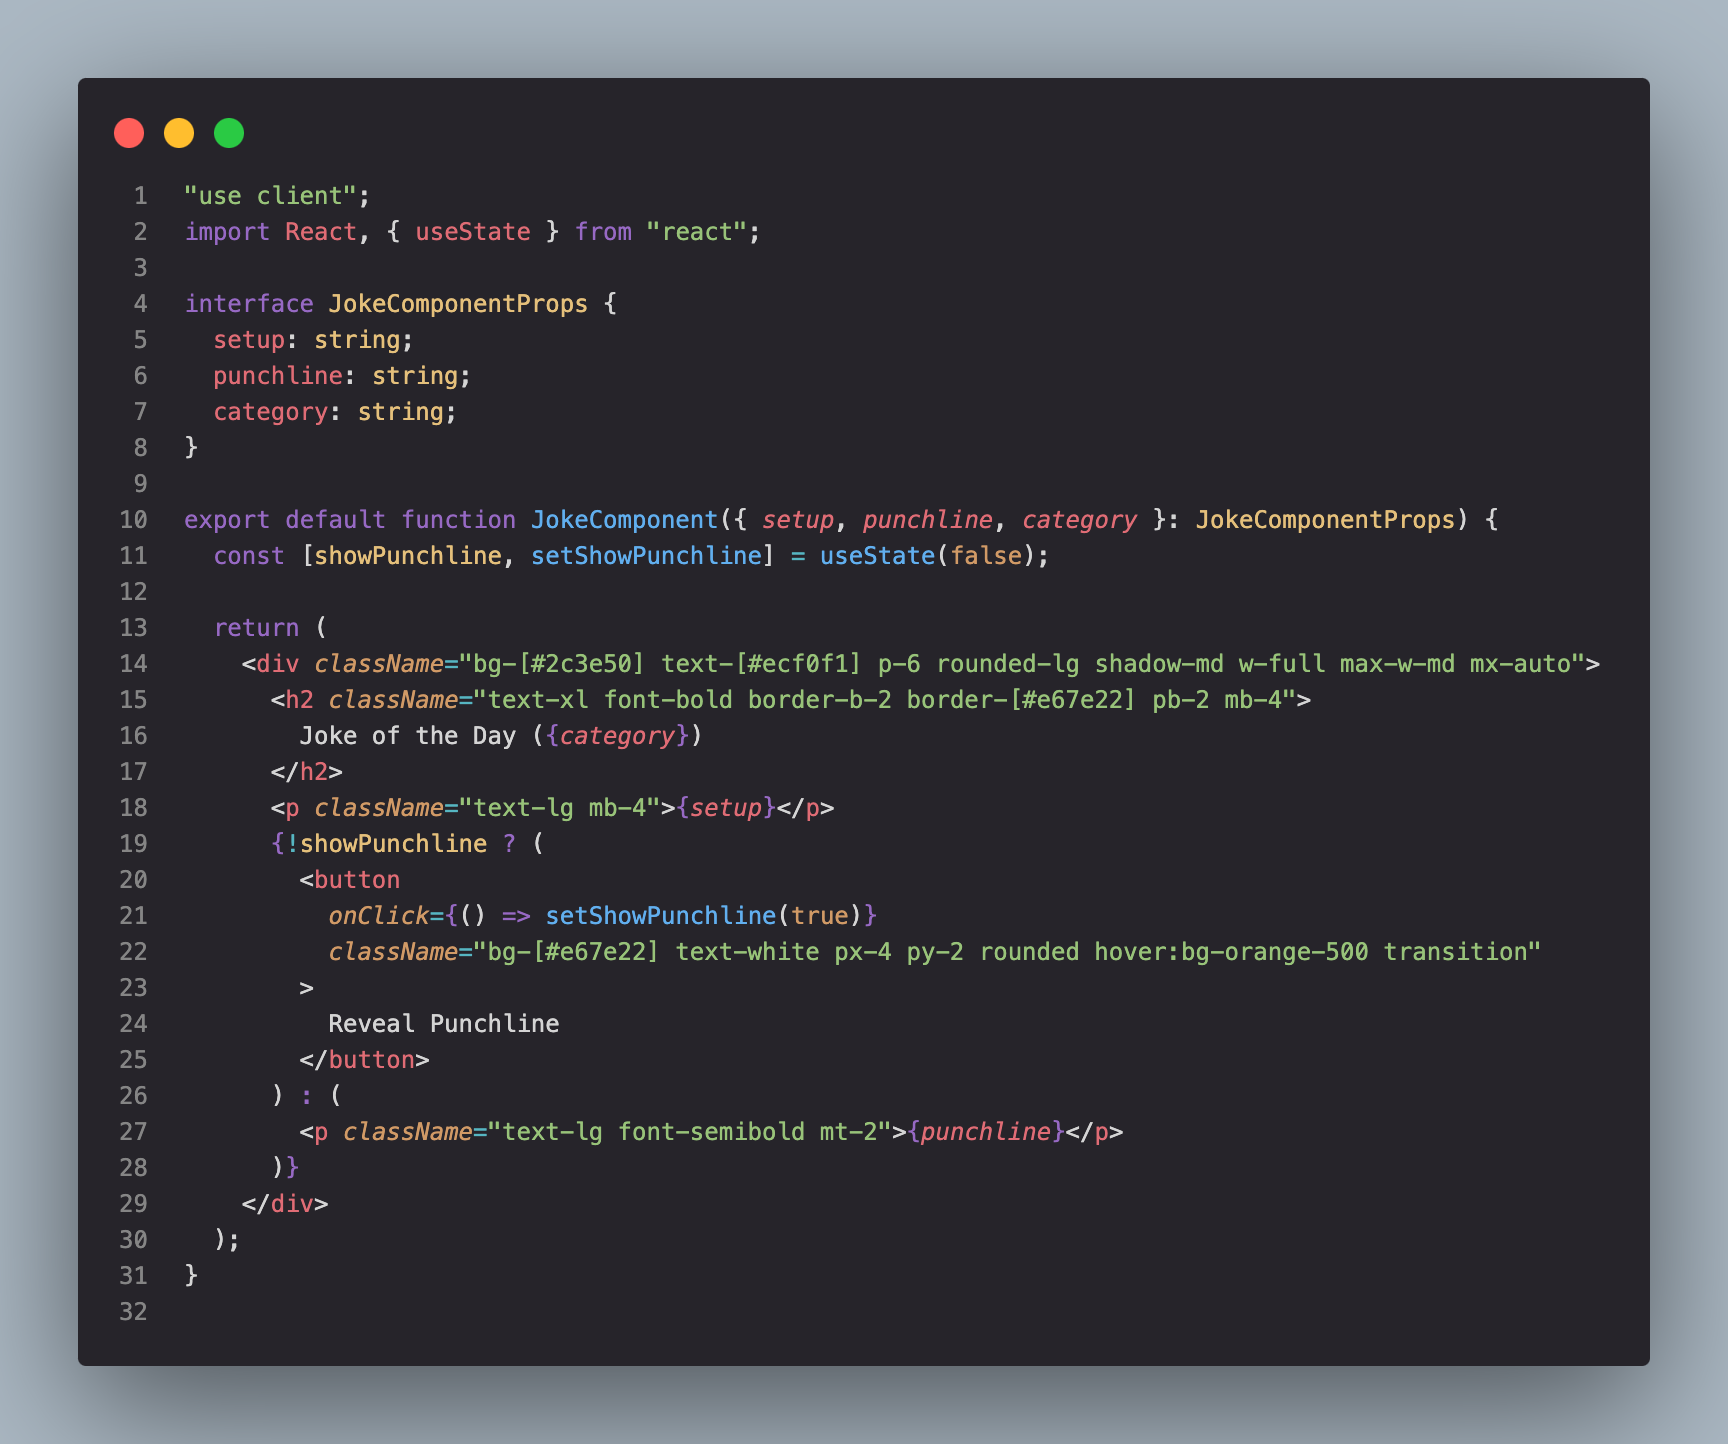 1 "use client";
2 import React, { useState } from "react";
3
4 interface JokeComponentProps {
5   setup: string;
6   punchline: string;
7   category: string;
8 }
9
10 export default function JokeComponent({ setup, punchline, category }: JokeComponentProps) {
11   const [showPunchline, setShowPunchline] = useState(false);
12
13   return (
14     <div className="bg-[#2c3e50] text-[#ecf0f1] p-6 rounded-lg shadow-md w-full max-w-md mx-auto">
15       <h2 className="text-xl font-bold border-b-2 border-[#e67e22] pb-2 mb-4">
16         Joke of the Day ({category})
17       </h2>
18       <p className="text-lg mb-4">{setup}</p>
19       {!showPunchline ? (
20         <button
21           onClick={() => setShowPunchline(true)}
22           className="bg-[#e67e22] text-white px-4 py-2 rounded hover:bg-orange-500 transition"
23         >
24           Reveal Punchline
25         </button>
26       ) : (
27         <p className="text-lg font-semibold mt-2">{punchline}</p>
28       )}
29     </div>
30   );
31 }
32